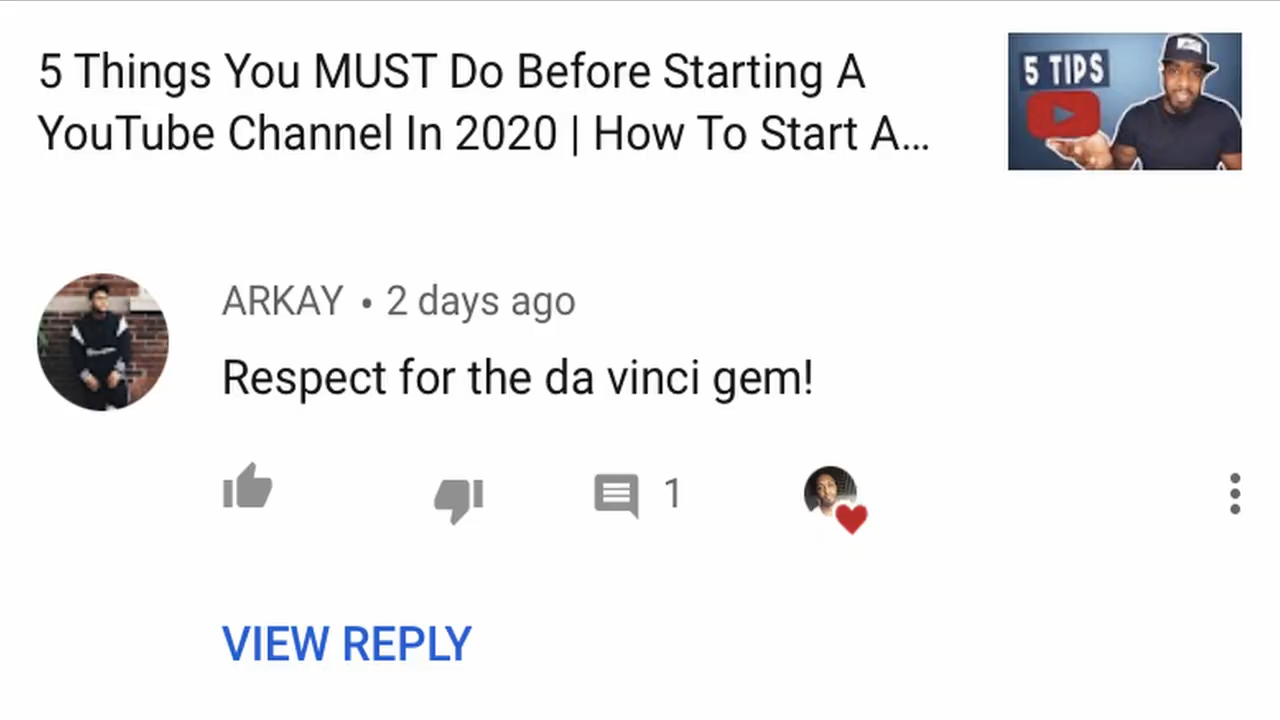 5 Things You MUST Do Before Starting A
YouTube Channel In 2020 | How To Start A...
5 TIPS
ARKAY • 2 days ago
Respect for the da vinci gem!
1
VIEW REPLY